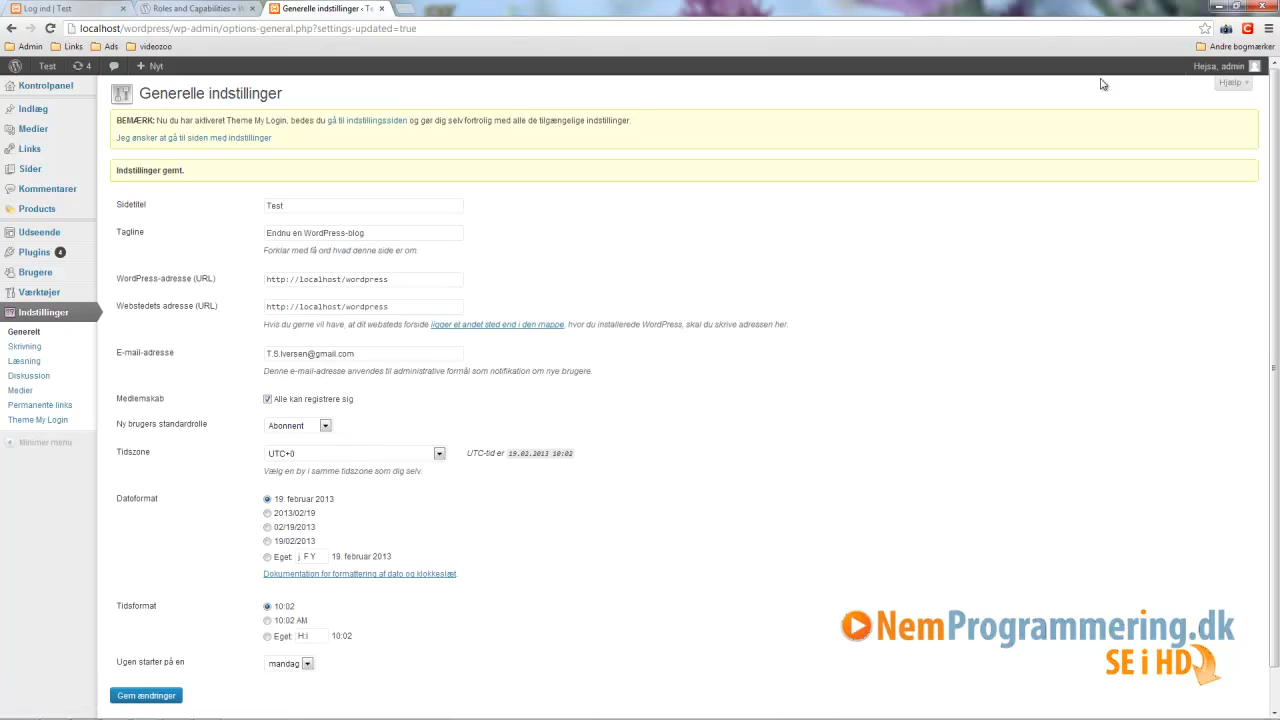 Log ind | Test
Roles and Capabilities « W
Generelle indstillinger ‹ Te
localhost/wordpress/wp-admin/options-general.php?settings-updated=true
Admin
Links
Ads
videozoo
Andre bogmærker
Test
4
+ Nyt
Hejsa, admin
Hjælp
Kontrolpanel
Indlæg
Medier
Links
Sider
Kommentarer
Products
Udseende
Plugins 4
Brugere
Værktøjer
Indstillinger
Generelt
Skrivning
Læsning
Diskussion
Medier
Permanente links
Theme My Login
Minimer menu
Generelle indstillinger
BEMÆRK: Nu du har aktiveret Theme My Login, bedes du gå til indstillingssiden og gør dig selv fortrolig med alle de tilgængelige indstillinger.
Jeg ønsker at gå til siden med indstillinger
Indstillinger gemt.
Sidetitel
Test
Tagline
Endnu en WordPress-blog
Forklar med få ord hvad denne side er om.
WordPress-adresse (URL)
http://localhost/wordpress
Webstedets adresse (URL)
http://localhost/wordpress
Hvis du gerne vil have, at dit websteds forside ligger et andet sted end i den mappe, hvor du installerede WordPress, skal du skrive adressen her.
E-mail-adresse
T.S.Iversen@gmail.com
Denne e-mail-adresse anvendes til administrative formål som notifikation om nye brugere.
Medlemskab
Alle kan registrere sig
Ny brugers standardrolle
Abonnent
Tidszone
UTC+0
UTC-tid er 19.02.2013 10:02
Vælg en by i samme tidszone som dig selv.
Datoformat
19. februar 2013
2013/02/19
02/19/2013
19/02/2013
Eget: j. F Y 19. februar 2013
Dokumentation for formattering af dato og klokkeslæt.
Tidsformat
10:02
10:02 AM
Eget: H:i 10:02
Ugen starter på en
mandag
Gem ændringer
NemProgrammering.dk
SE i HD